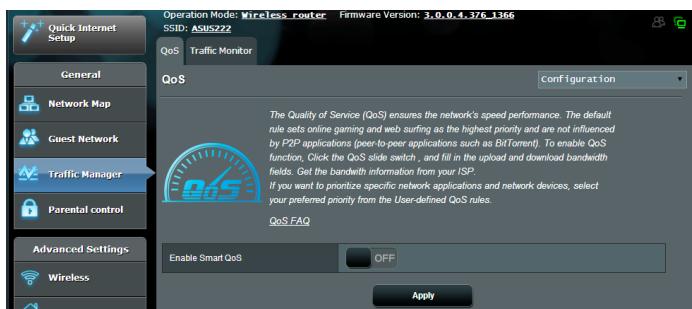 Operation Mode: Wireless router Firmware Version: 3.0.0.4.376_1366
SSID: ASUS222
Quick Internet
Setup
QoS Traffic Monitor
General
QoS
Configuration
Network Map
Guest Network
Traffic Manager
Parental control
Advanced Settings
Wireless
The Quality of Service (QoS) ensures the network's speed performance. The default
rule sets online gaming and web surfing as the highest priority and are not influenced
by P2P applications (peer-to-peer applications such as BitTorrent). To enable QoS
function, Click the QoS slide switch , and fill in the upload and download bandwidth
fields. Get the bandwith information from your ISP.
If you want to prioritize specific network applications and network devices, select
your preferred priority from the User-defined QoS rules.
QoS
QoS FAQ
Enable Smart QoS
OFF
Apply